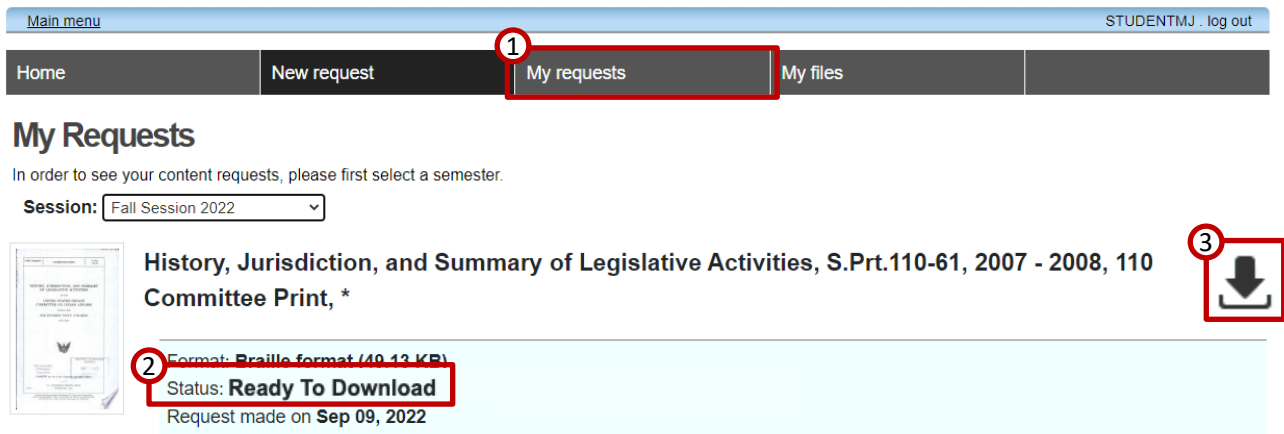 Main menu
STUDENTMJ . log out
1
Home New request My requests My files
My Requests
In order to see your content requests, please first select a semester.
Session: Fall Session 2022
3
History, Jurisdiction, and Summary of Legislative Activities, S.Prt.110-61, 2007 - 2008, 110
Committee Print, *
Format: Braille format (49.13 KB)
2
Status: Ready To Download
Request made on Sep 09, 2022